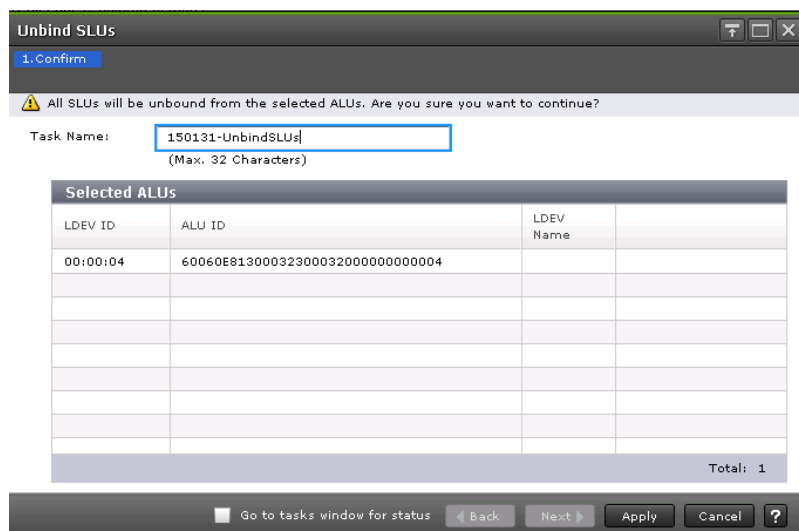 Unbind SLUs
1.Confirm
All SLUs will be unbound from the selected ALUs. Are you sure you want to continue?
Task Name: 150131-UnbindSLUs
(Max. 32 Characters)
Selected ALUs
LDEV ID ALU ID LDEV Name
00:00:04 60060E813000323000032000000000004
Total: 1
Go to tasks window for status Back Next Apply Cancel ?